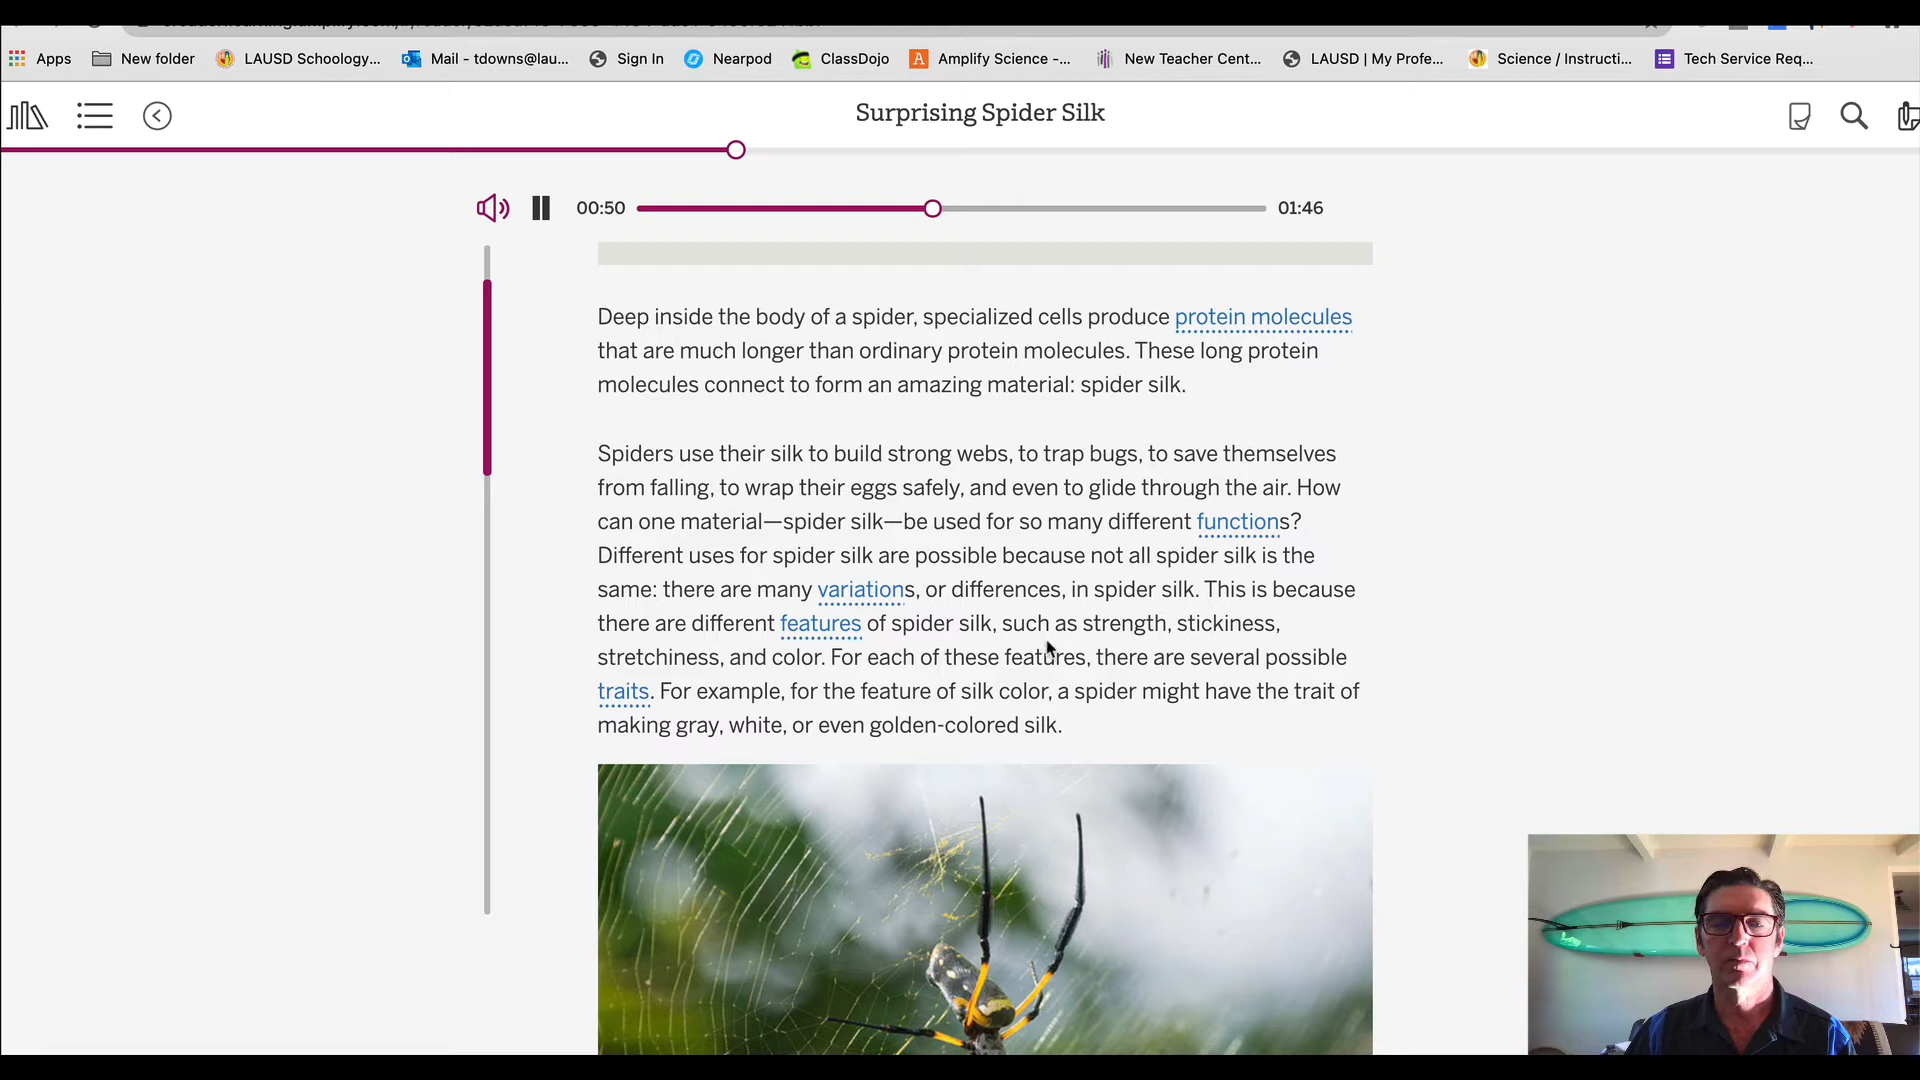 Apps New folder LAUSD Schoology... Mail - tdowns@lau... Sign In Nearpod ClassDojo Amplify Science -... New Teacher Cent... LAUSD | My Profe... Science / Instructi... Tech Service Req...
Surprising Spider Silk
00:50 01:46
Deep inside the body of a spider, specialized cells produce protein molecules
that are much longer than ordinary protein molecules. These long protein
molecules connect to form an amazing material: spider silk.
Spiders use their silk to build strong webs, to trap bugs, to save themselves
from falling, to wrap their eggs safely, and even to glide through the air. How
can one material—spider silk—be used for so many different functions?
Different uses for spider silk are possible because not all spider silk is the
same: there are many variations, or differences, in spider silk. This is because
there are different features of spider silk, such as strength, stickiness,
stretchiness, and color. For each of these features, there are several possible
traits. For example, for the feature of silk color, a spider might have the trait of
making gray, white, or even golden-colored silk.